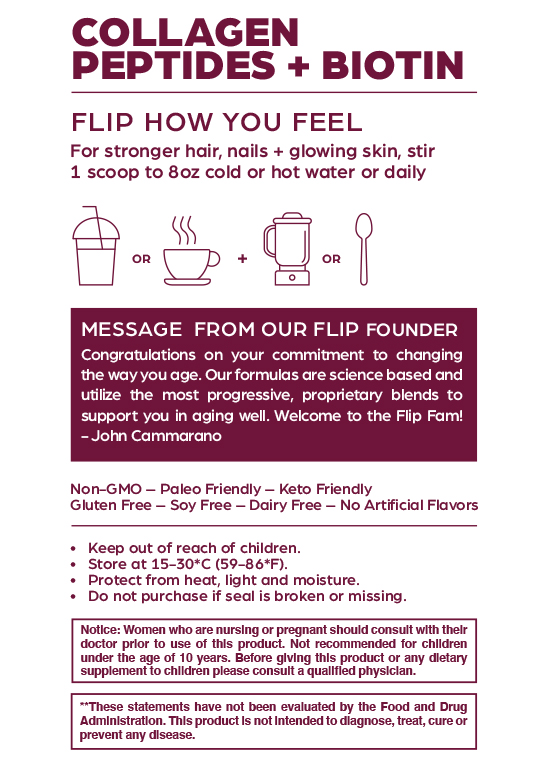 COLLAGEN
PEPTIDES + BIOTIN
FLIP HOW YOU FEEL
For stronger hair, nails + glowing skin, stir
1 scoop to 8oz cold or hot water or daily
OR + OR
MESSAGE FROM OUR FLIP FOUNDER
Congratulations on your commitment to changing
the way you age. Our formulas are science based and
utilize the most progressive, proprietary blends to
support you in aging well. Welcome to the Flip Fam!
- John Cammarano
Non-GMO – Paleo Friendly – Keto Friendly
Gluten Free – Soy Free – Dairy Free – No Artificial Flavors
• Keep out of reach of children.
• Store at 15-30*C (59-86*F).
• Protect from heat, light and moisture.
• Do not purchase if seal is broken or missing.
Notice: Women who are nursing or pregnant should consult with their
doctor prior to use of this product. Not recommended for children
under the age of 10 years. Before giving this product or any dietary
supplement to children please consult a qualified physician.
**These statements have not been evaluated by the Food and Drug
Administration. This product is not intended to diagnose, treat, cure or
prevent any disease.